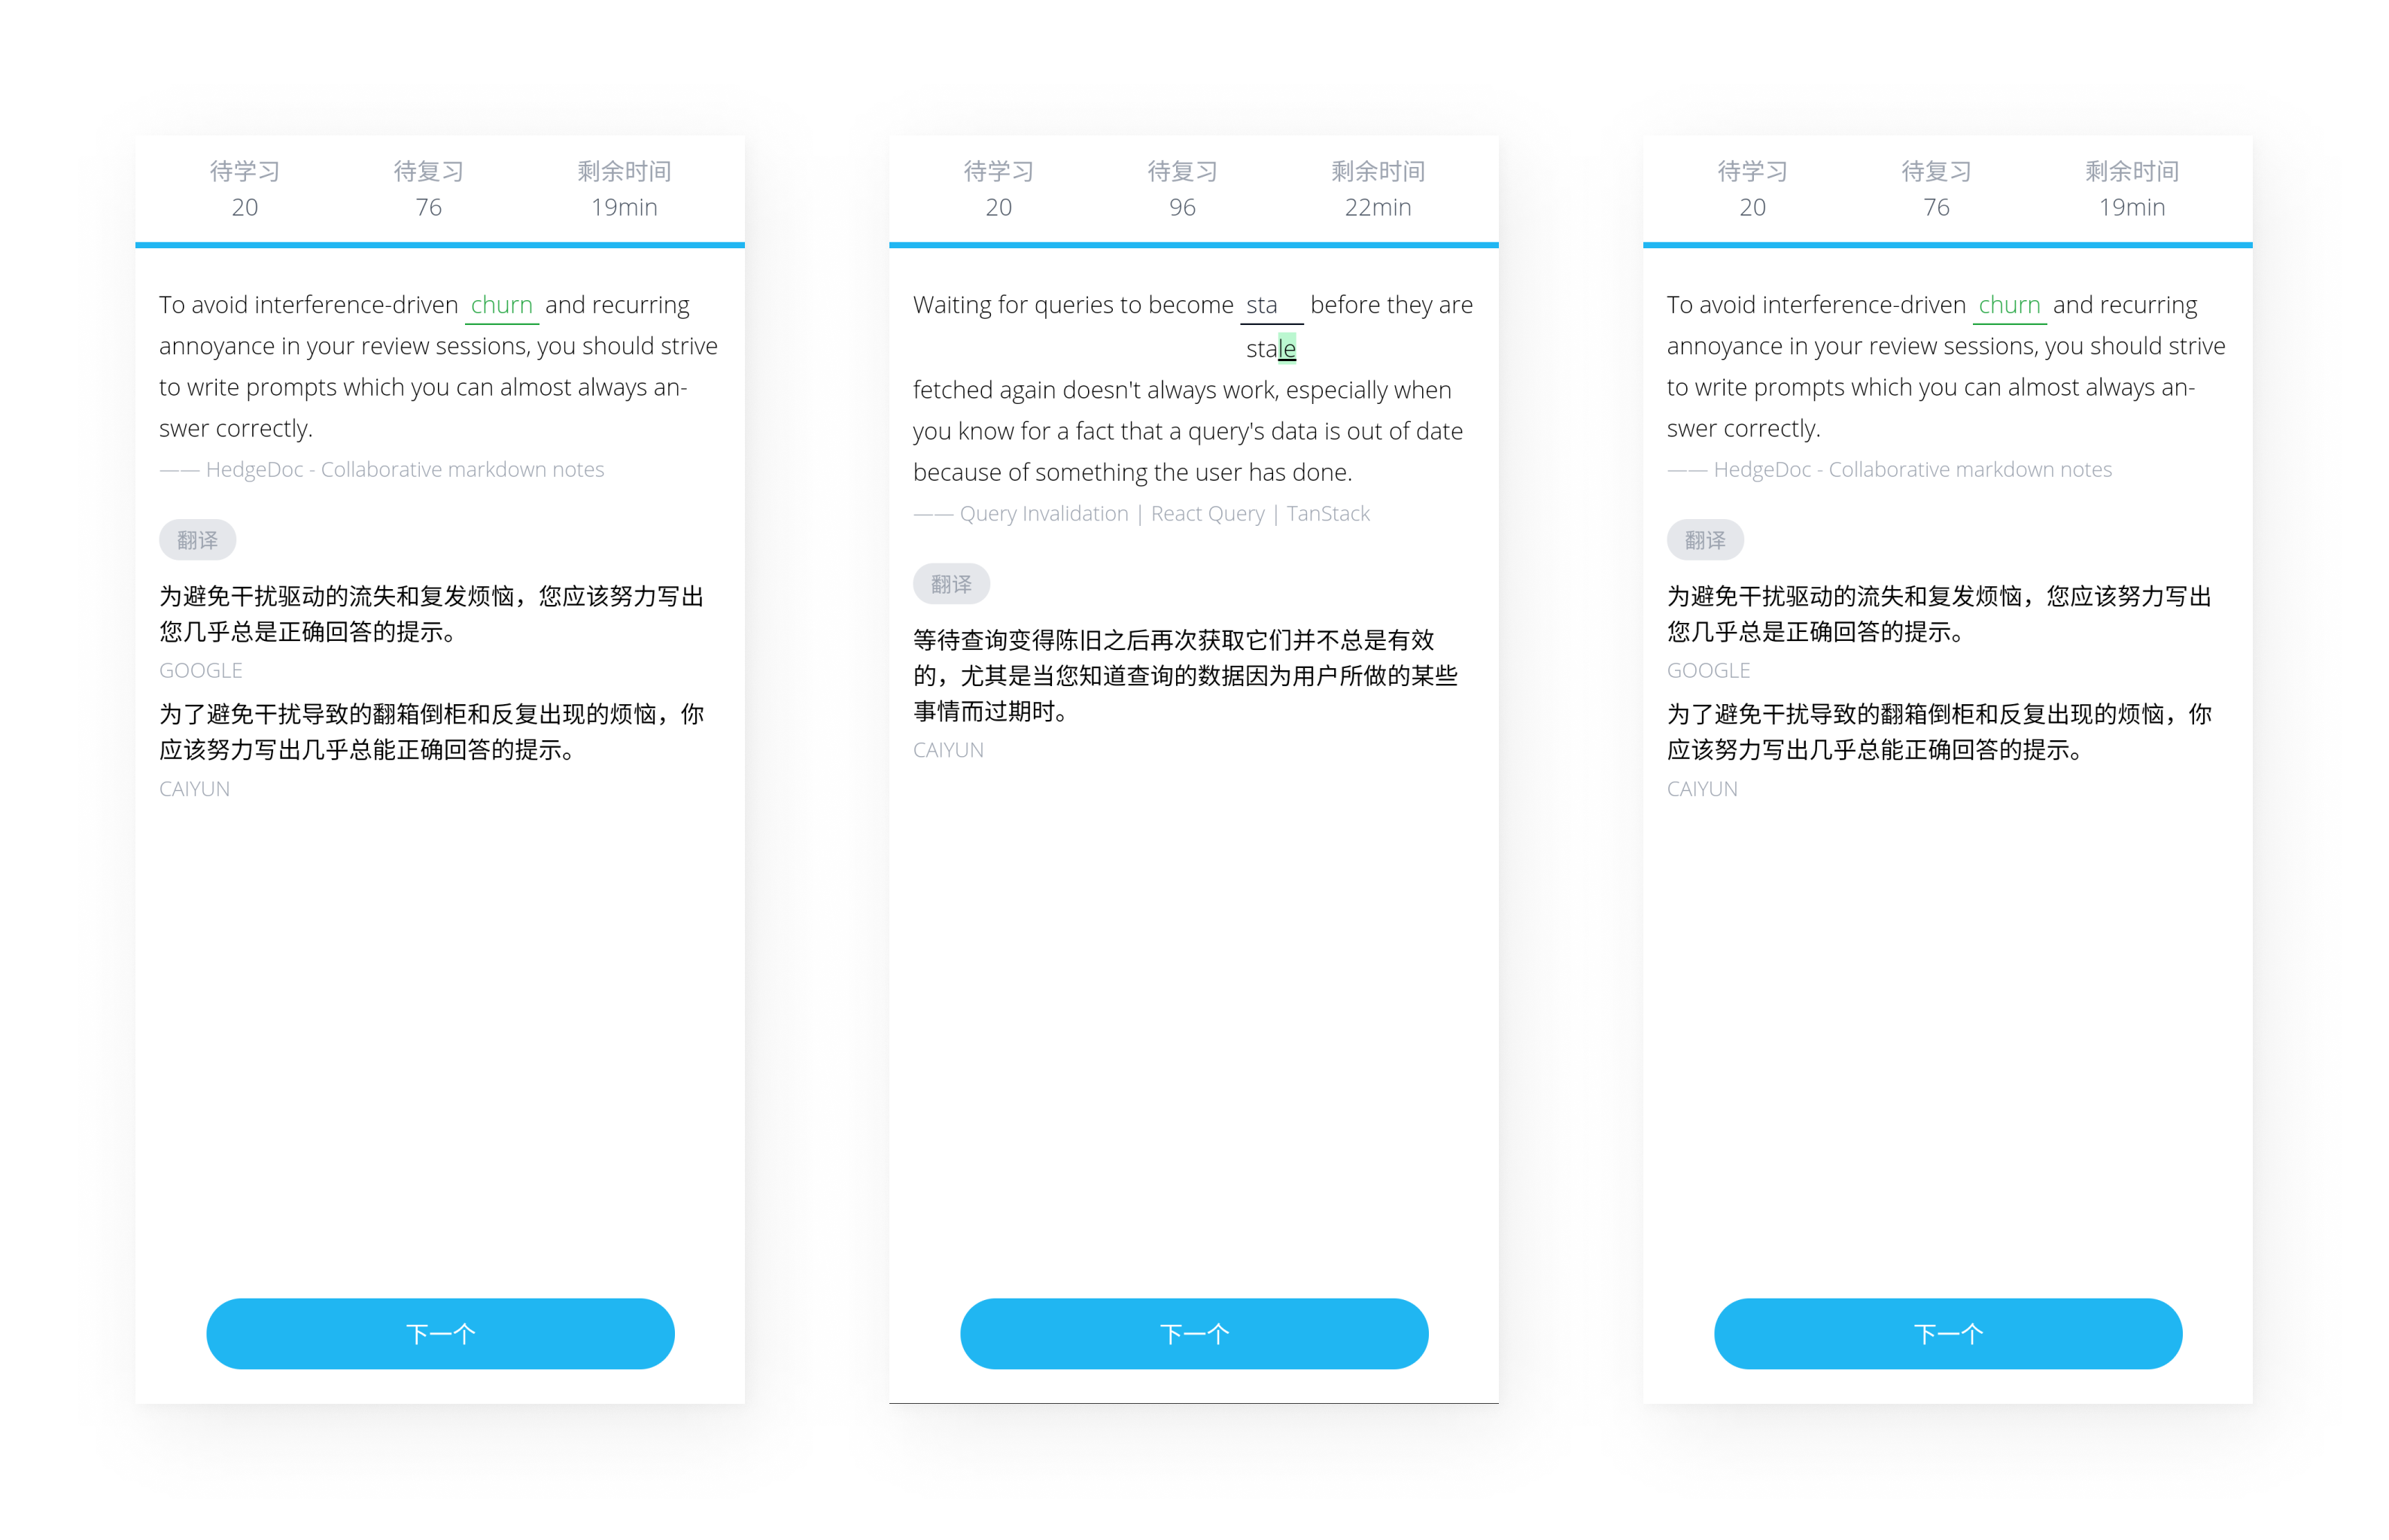 待学习 待复习 剩余时间
20 76 19min
To avoid interference-driven churn and recurring
annoyance in your review sessions, you should strive
to write prompts which you can almost always an-
swer correctly.
—— HedgeDoc - Collaborative markdown notes
翻译
为避免干扰驱动的流失和复发烦恼，您应该努力写出
您几乎总是正确回答的提示。
GOOGLE
为了避免干扰导致的翻箱倒柜和反复出现的烦恼，你
应该努力写出几乎总能正确回答的提示。
CAIYUN
下一个
待学习 待复习 剩余时间
20 96 22min
Waiting for queries to become sta before they are
stale
fetched again doesn't always work, especially when
you know for a fact that a query's data is out of date
because of something the user has done.
—— Query Invalidation | React Query | TanStack
翻译
等待查询变得陈旧之后再次获取它们并不总是有效
的，尤其是当您知道查询的数据因为用户所做的某些
事情而过期时。
CAIYUN
下一个
待学习 待复习 剩余时间
20 76 19min
To avoid interference-driven churn and recurring
annoyance in your review sessions, you should strive
to write prompts which you can almost always an-
swer correctly.
—— HedgeDoc - Collaborative markdown notes
翻译
为避免干扰驱动的流失和复发烦恼，您应该努力写出
您几乎总是正确回答的提示。
GOOGLE
为了避免干扰导致的翻箱倒柜和反复出现的烦恼，你
应该努力写出几乎总能正确回答的提示。
CAIYUN
下一个